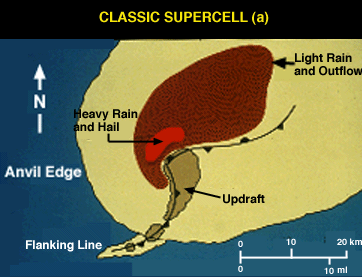 CLASSIC SUPERCELL (a)
Light Rain
and Outflow
N
Heavy Rain
and Hail
Anvil Edge
Updraft
Flanking Line
0 10 20 km
0 10 mi